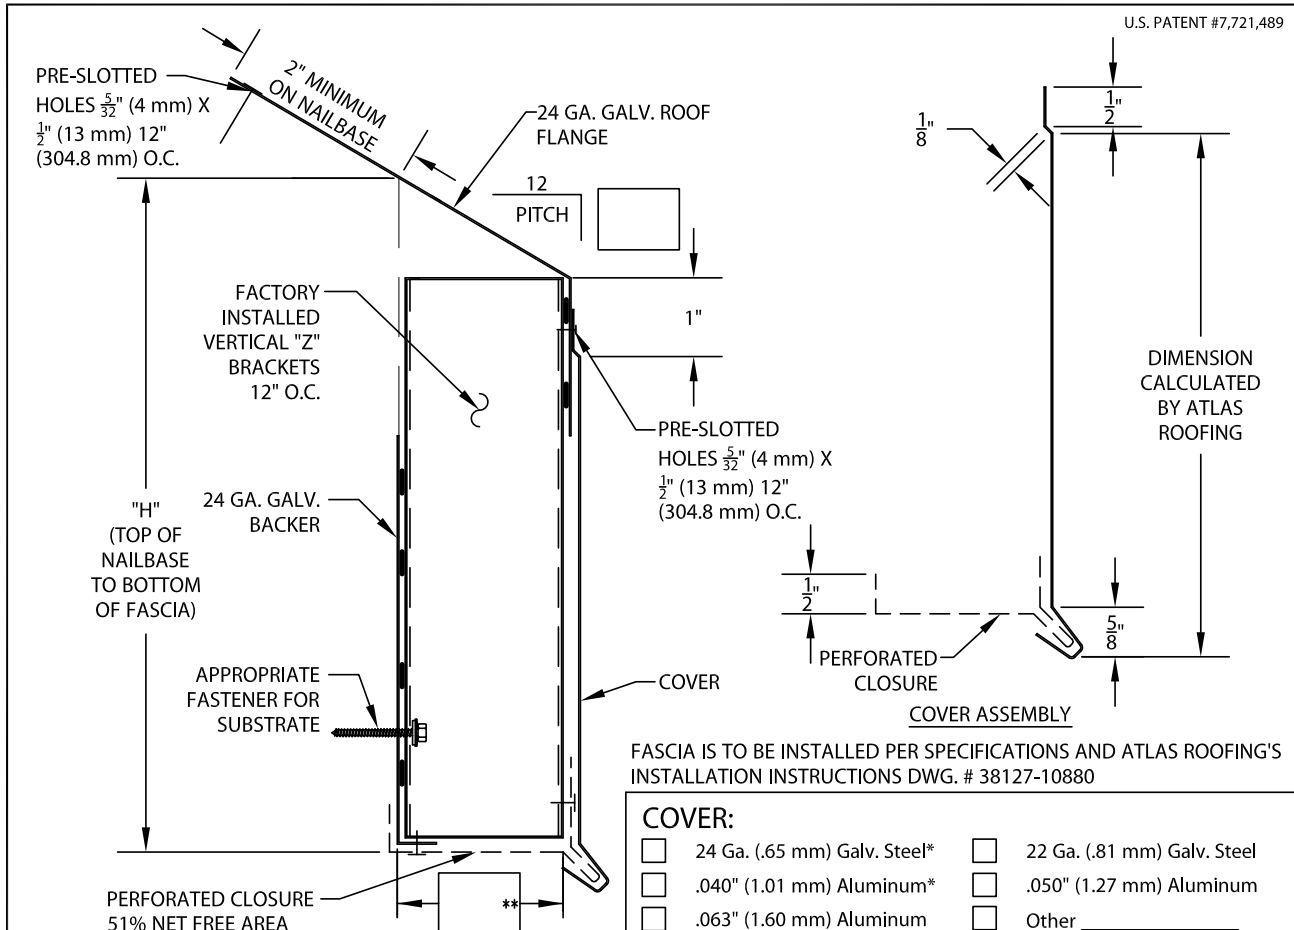 U.S. PATENT #7,721,489
PRE-SLOTTED
HOLES 5/32" (4 mm) X
1/2" (13 mm) 12"
(304.8 mm) O.C.
2" MINIMUM
ON NAILBASE
24 GA. GALV. ROOF
FLANGE
12
PITCH
1/8"
1/2"
FACTORY
INSTALLED
VERTICAL "Z"
BRACKETS
12" O.C.
1"
DIMENSION
CALCULATED
BY ATLAS
ROOFING
PRE-SLOTTED
HOLES 5/32" (4 mm) X
1/2" (13 mm) 12"
(304.8 mm) O.C.
24 GA. GALV.
BACKER
"H"
(TOP OF
NAILBASE
TO BOTTOM
OF FASCIA)
1/2"
5/8"
PERFORATED
CLOSURE
COVER ASSEMBLY
APPROPRIATE
FASTENER FOR
SUBSTRATE
COVER
FASCIA IS TO BE INSTALLED PER SPECIFICATIONS AND ATLAS ROOFING'S
INSTALLATION INSTRUCTIONS DWG. # 38127-10880
COVER:
24 Ga. (.65 mm) Galv. Steel*
22 Ga. (.81 mm) Galv. Steel
.040" (1.01 mm) Aluminum*
.050" (1.27 mm) Aluminum
.063" (1.60 mm) Aluminum
Other
PERFORATED CLOSURE
51% NET FREE AREA
**